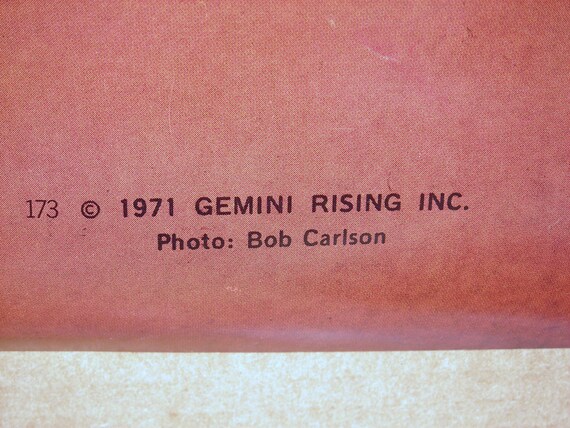 173 © 1971 GEMINI RISING INC.
Photo: Bob Carlson